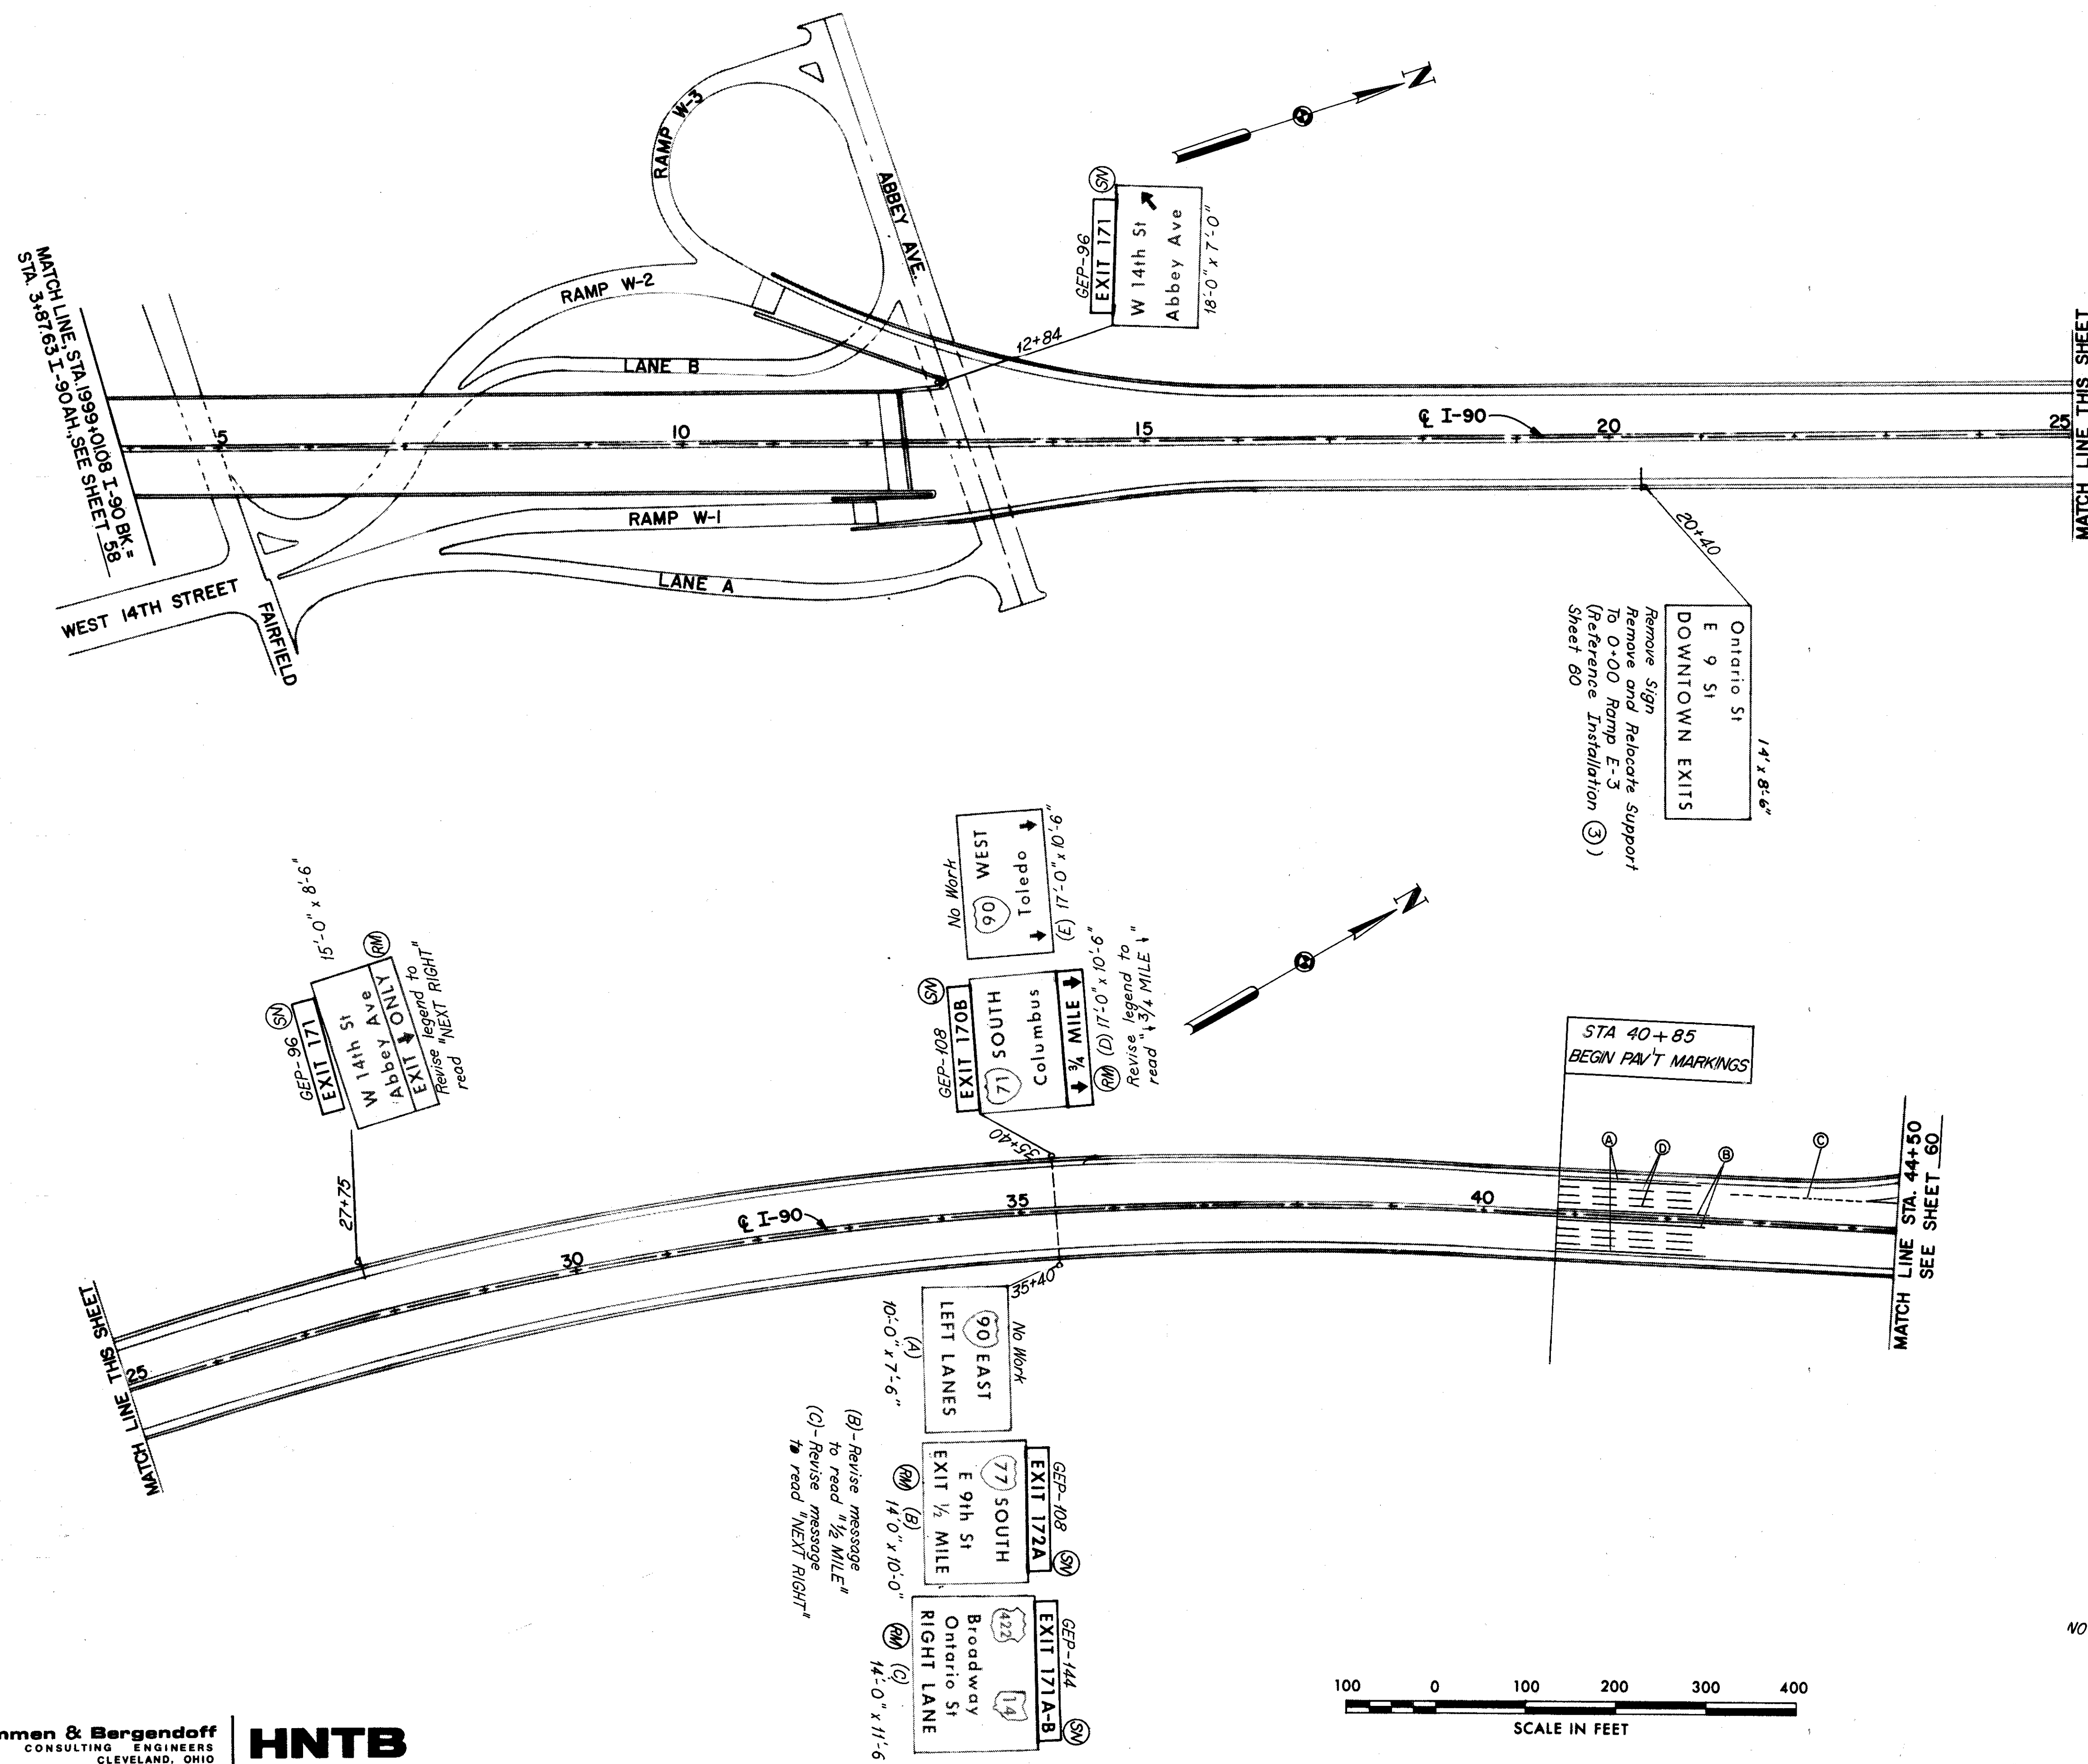 N
RAMP W-3
ABBEY AVE.
RAMP W-2
LANE B
RAMP W-1
LANE A
WEST 14TH STREET
FAIRFIELD
MATCH LINE, STA. 1999+01.08 I-90 BK.=
STA. 3+87.63 I-90 AH., SEE SHEET 58
5
10
15
20
25
℄ I-90
MATCH LINE THIS SHEET
SN
GEP-96
EXIT 171
W 14th St
Abbey Ave
18'-0" x 7'-0"
12+84
20+40
14' x 8'-6"
Ontario St
E 9 St
DOWNTOWN EXITS
Remove Sign
Remove and Relocate Support
To 0+00 Ramp E-3
(Reference Installation 3)
Sheet 60
N
15'-0" x 8'-6"
SN
GEP-96
EXIT 171
W 14th St
Abbey Ave
EXIT ONLY
RM
Revise legend to
read "NEXT RIGHT"
27+75
No Work
90 WEST
Toledo
(E) 17'-0" x 10'-6"
NS
GEP-108
EXIT 170B
71 SOUTH
Columbus
3/4 MILE
RM (D) 17'-0" x 10'-6"
Revise legend to
read "↓ 3/4 MILE ↓"
35+40
STA 40+85
BEGIN PAV'T MARKINGS
A
D
B
C
MATCH LINE THIS SHEET
25
30
35
40
℄ I-90
MATCH LINE STA. 44+50
SEE SHEET 60
35+40
No Work
90 EAST
LEFT LANES
(A)
10'-0" x 7'-6"
GEP-108
SN
EXIT 172A
77 SOUTH
E 9th St
EXIT 1/2 MILE
RM (B)
14'0" x 10'-0"
(B)-Revise message
to read "1/2 MILE"
(C)-Revise message
to read "NEXT RIGHT"
GEP-144
SN
EXIT 171A-B
422 14
Broadway
Ontario St
RIGHT LANE
RM (C)
14'-0" x 11'-6
NO
100 0 100 200 300 400
SCALE IN FEET
mmen & Bergendoff
CONSULTING ENGINEERS
CLEVELAND, OHIO
HNTB